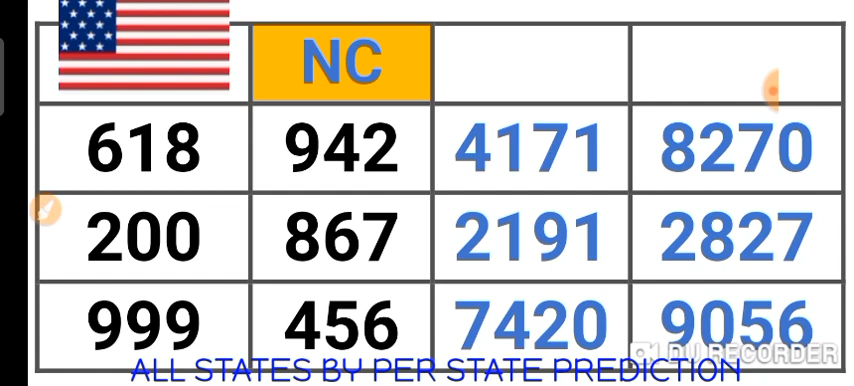 NC
618 942 4171 8270
200 867 2191 2827
999 456 7420 9056
DU RECORDER
ALL STATES BY PER STATE PREDICTION